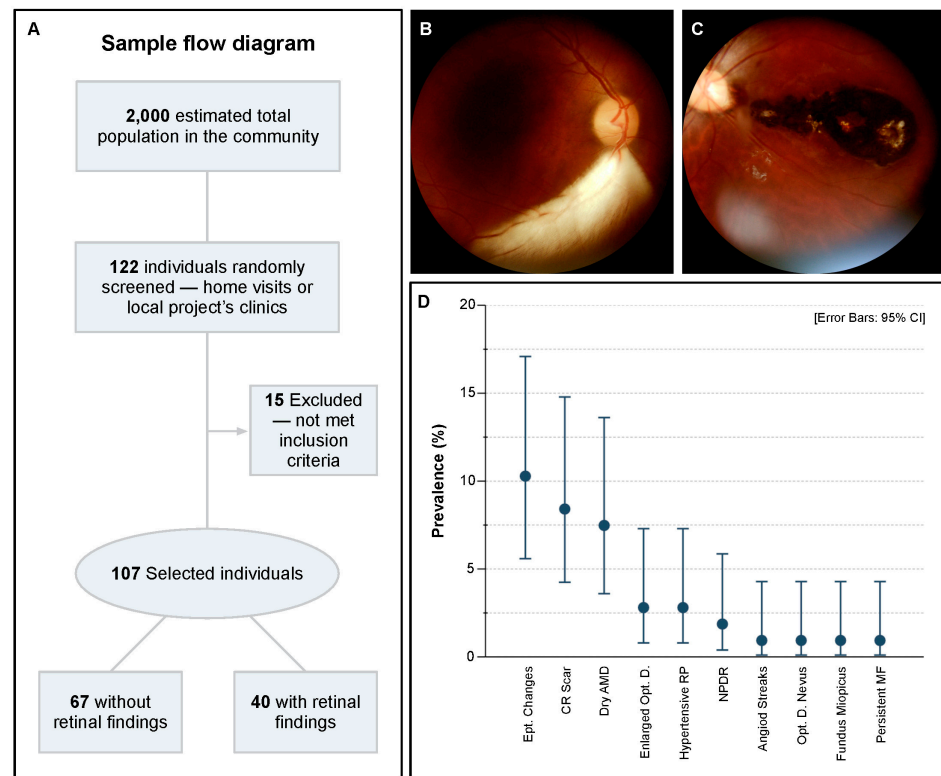 A
Sample flow diagram
2,000 estimated total
population in the community
122 individuals randomly
screened — home visits or
local project's clinics
15 Excluded
— not met
inclusion
criteria
107 Selected individuals
67 without
retinal findings
40 with retinal
findings
B
C
D
[Error Bars: 95% CI]
Prevalence (%)
20
15
10
5
0
Ept. Changes
CR Scar
Dry AMD
Enlarged Opt. D.
Hypertensive RP
NPDR
Angiod Streaks
Opt. D. Nevus
Fundus Miopicus
Persistent MF